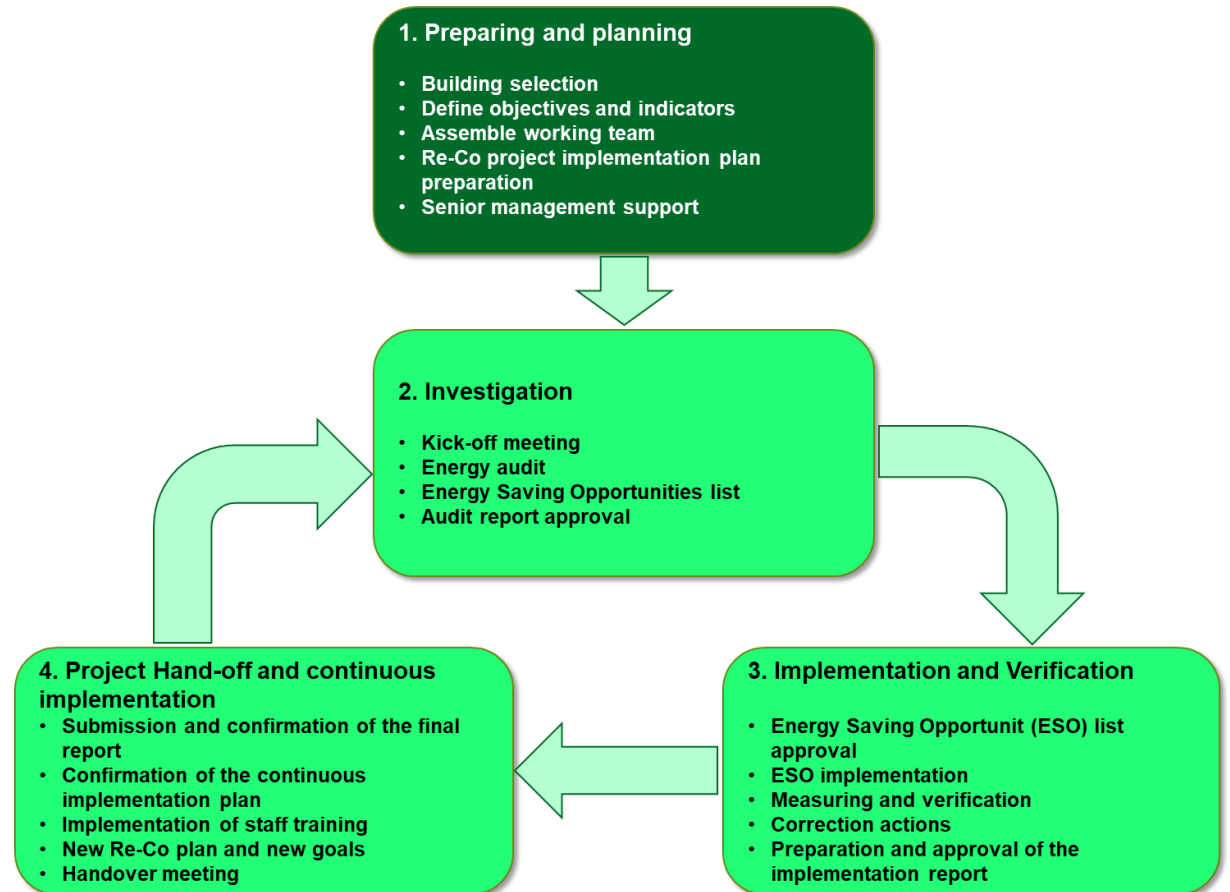 1. Preparing and planning
• Building selection
• Define objectives and indicators
• Assemble working team
• Re-Co project implementation plan
preparation
• Senior management support
2. Investigation
• Kick-off meeting
• Energy audit
• Energy Saving Opportunities list
• Audit report approval
3. Implementation and Verification
• Energy Saving Opportunit (ESO) list
approval
• ESO implementation
• Measuring and verification
• Correction actions
• Preparation and approval of the
implementation report
4. Project Hand-off and continuous
implementation
• Submission and confirmation of the final
report
• Confirmation of the continuous
implementation plan
• Implementation of staff training
• New Re-Co plan and new goals
• Handover meeting